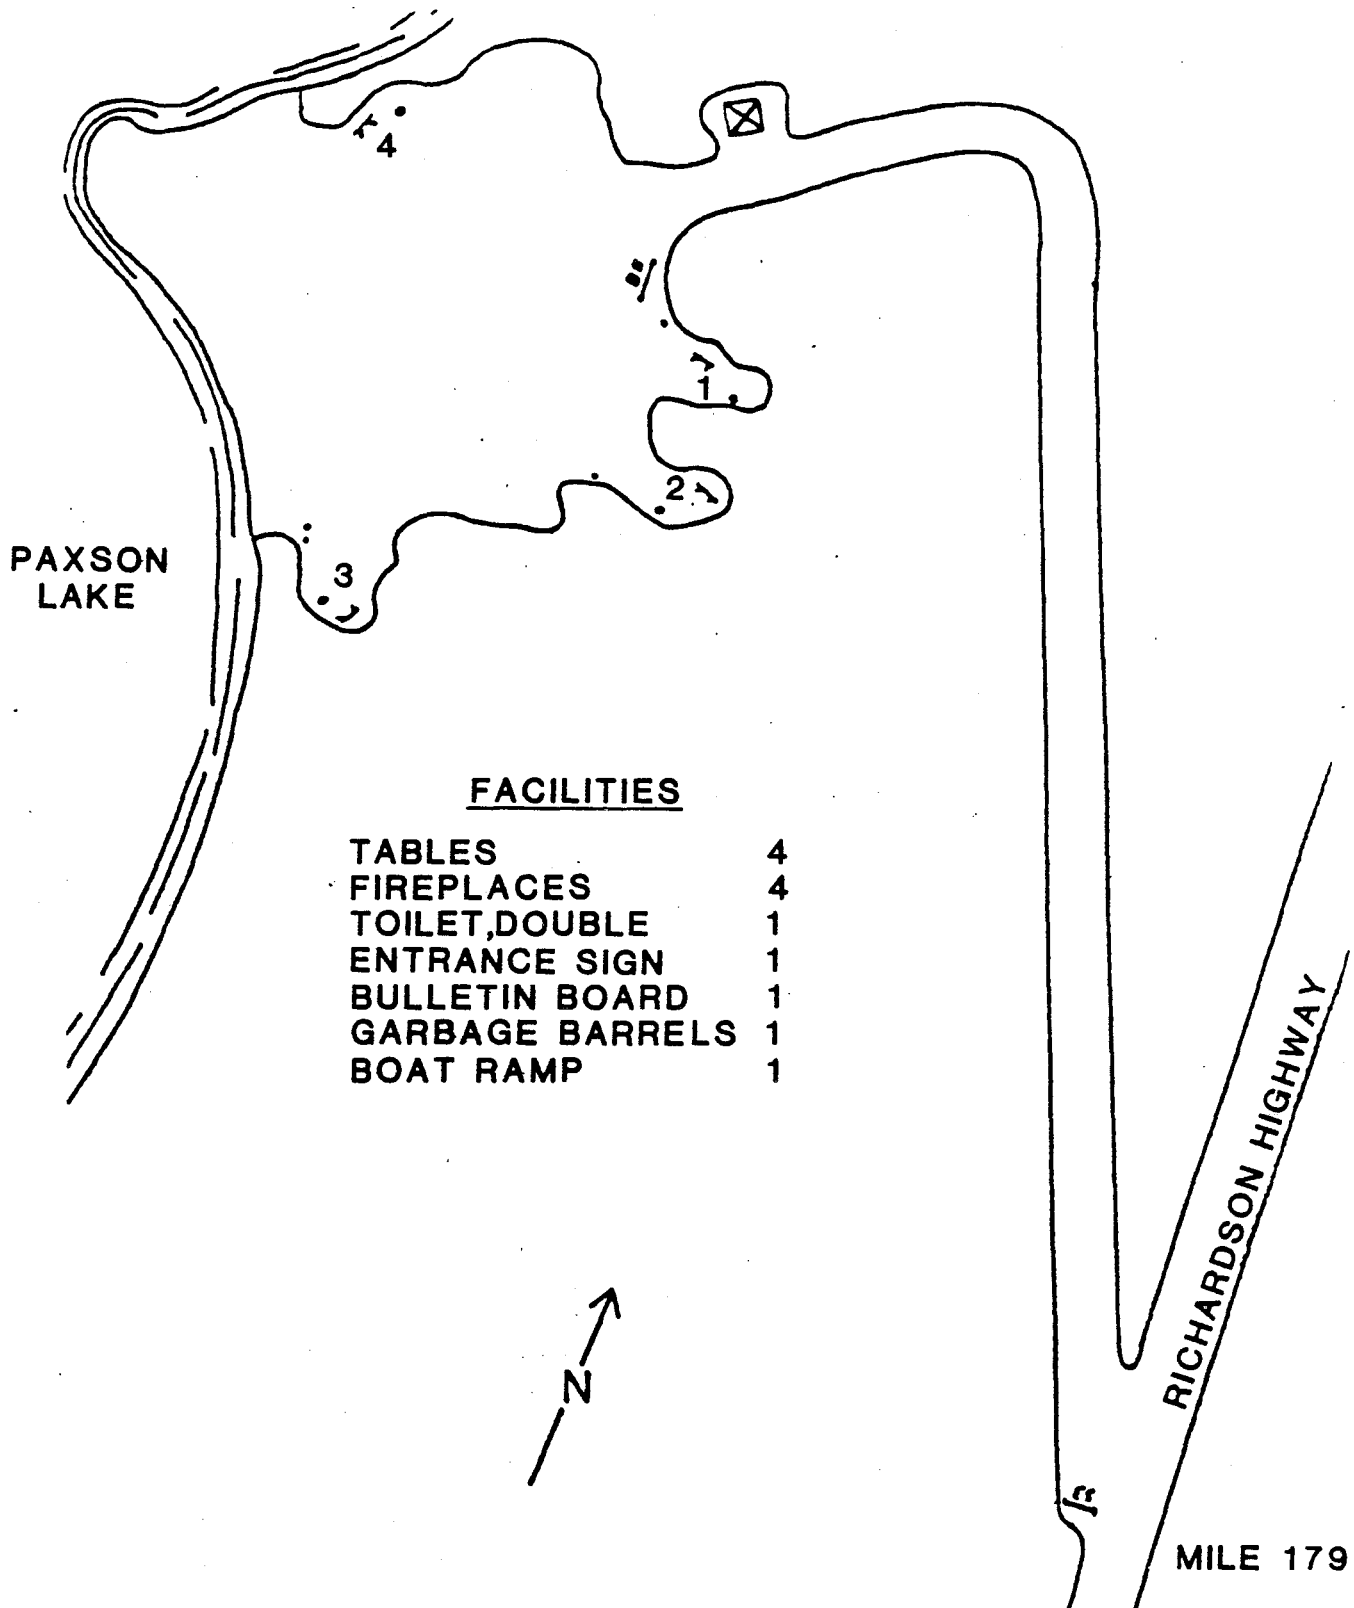 4
BB
1
2
3
PAXSON
LAKE
FACILITIES
TABLES 4
FIREPLACES 4
TOILET,DOUBLE 1
ENTRANCE SIGN 1
BULLETIN BOARD 1
GARBAGE BARRELS 1
BOAT RAMP 1
RICHARDSON HIGHWAY
N
MILE 179